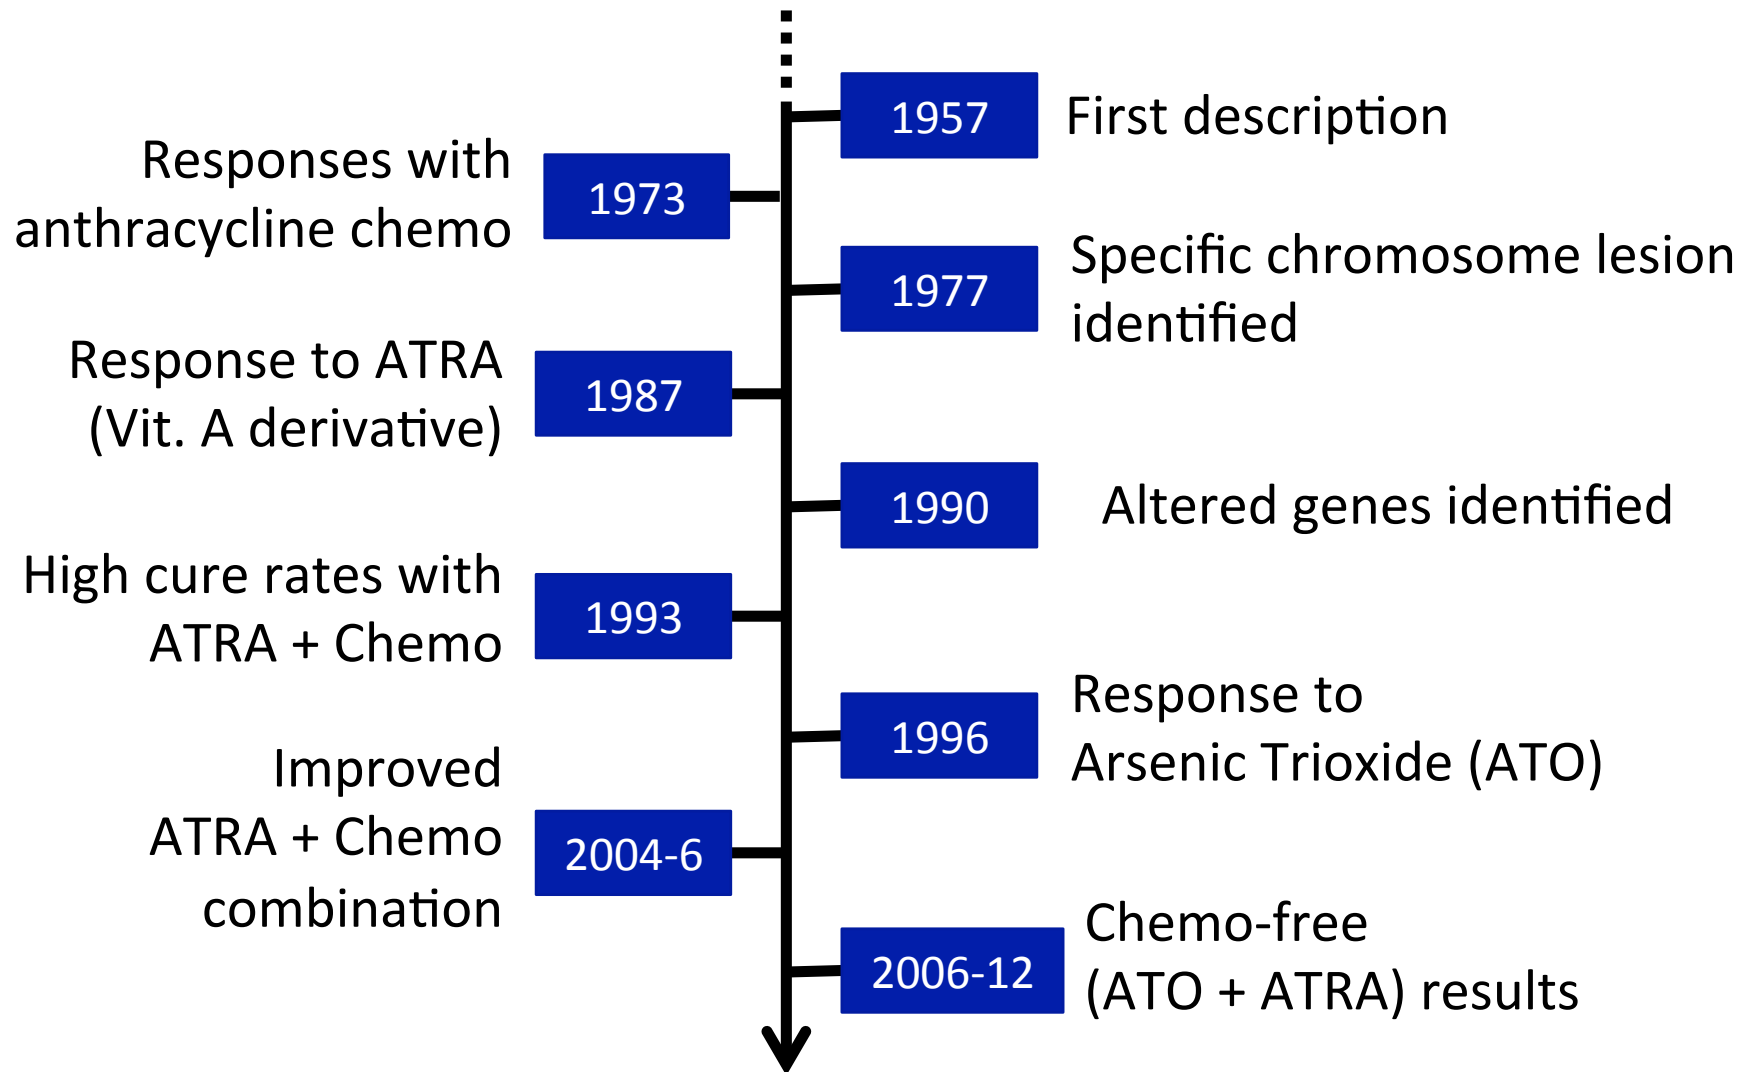 1957
First description
Responses with
anthracycline chemo
1973
1977
Specific chromosome lesion
identified
Response to ATRA
(Vit. A derivative)
1987
1990
Altered genes identified
High cure rates with
ATRA + Chemo
1993
1996
Response to
Arsenic Trioxide (ATO)
Improved
ATRA + Chemo
combination
2004-6
2006-12
Chemo-free
(ATO + ATRA) results